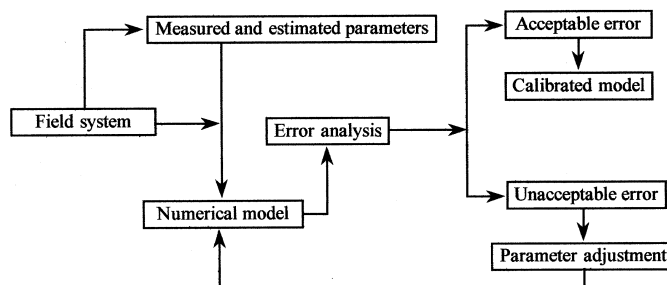 Measured and estimated parameters
Acceptable error
Calibrated model
Field system
Error analysis
Unacceptable error
Numerical model
Parameter adjustment